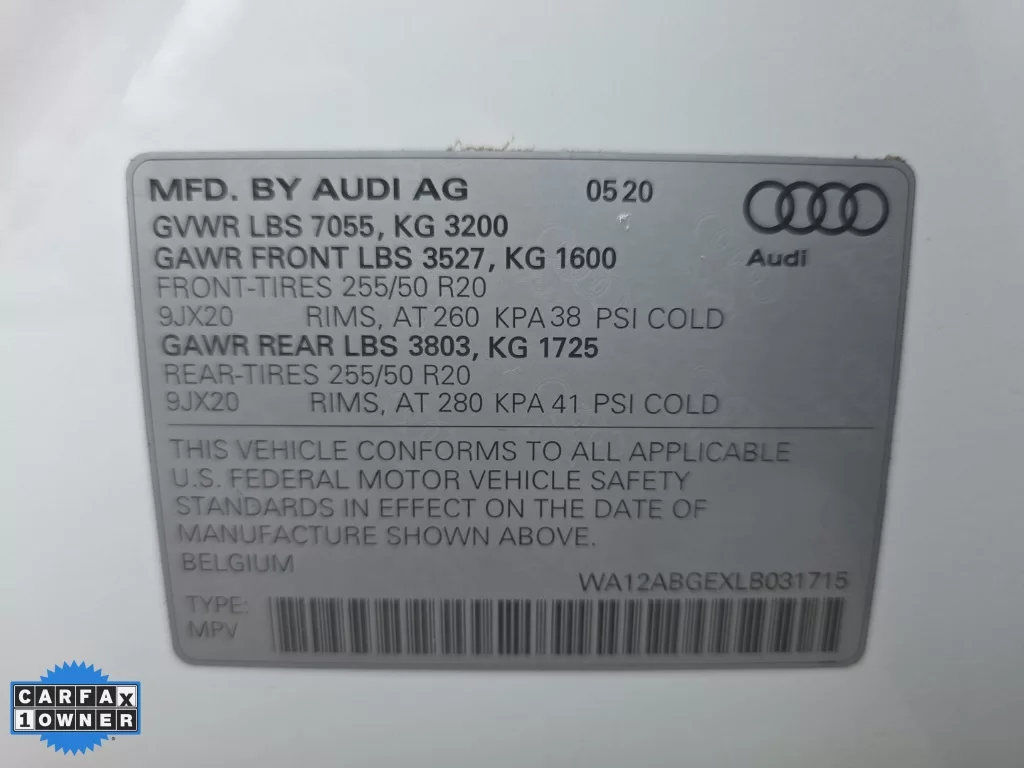 MFD. BY AUDI AG 0520
GVWR LBS 7055, KG 3200
GAWR FRONT LBS 3527, KG 1600
Audi
FRONT-TIRES 255/50 R20
9JX20 RIMS, AT 260 KPA 38 PSI COLD
GAWR REAR LBS 3803, KG 1725
REAR-TIRES 255/50 R20
9JX20 RIMS, AT 280 KPA 41 PSI COLD
THIS VEHICLE CONFORMS TO ALL APPLICABLE
U.S. FEDERAL MOTOR VEHICLE SAFETY
STANDARDS IN EFFECT ON THE DATE OF
MANUFACTURE SHOWN ABOVE.
BELGIUM
WA12ABGEXLB031715
TYPE:
MPV
CARFAX
1 OWNER